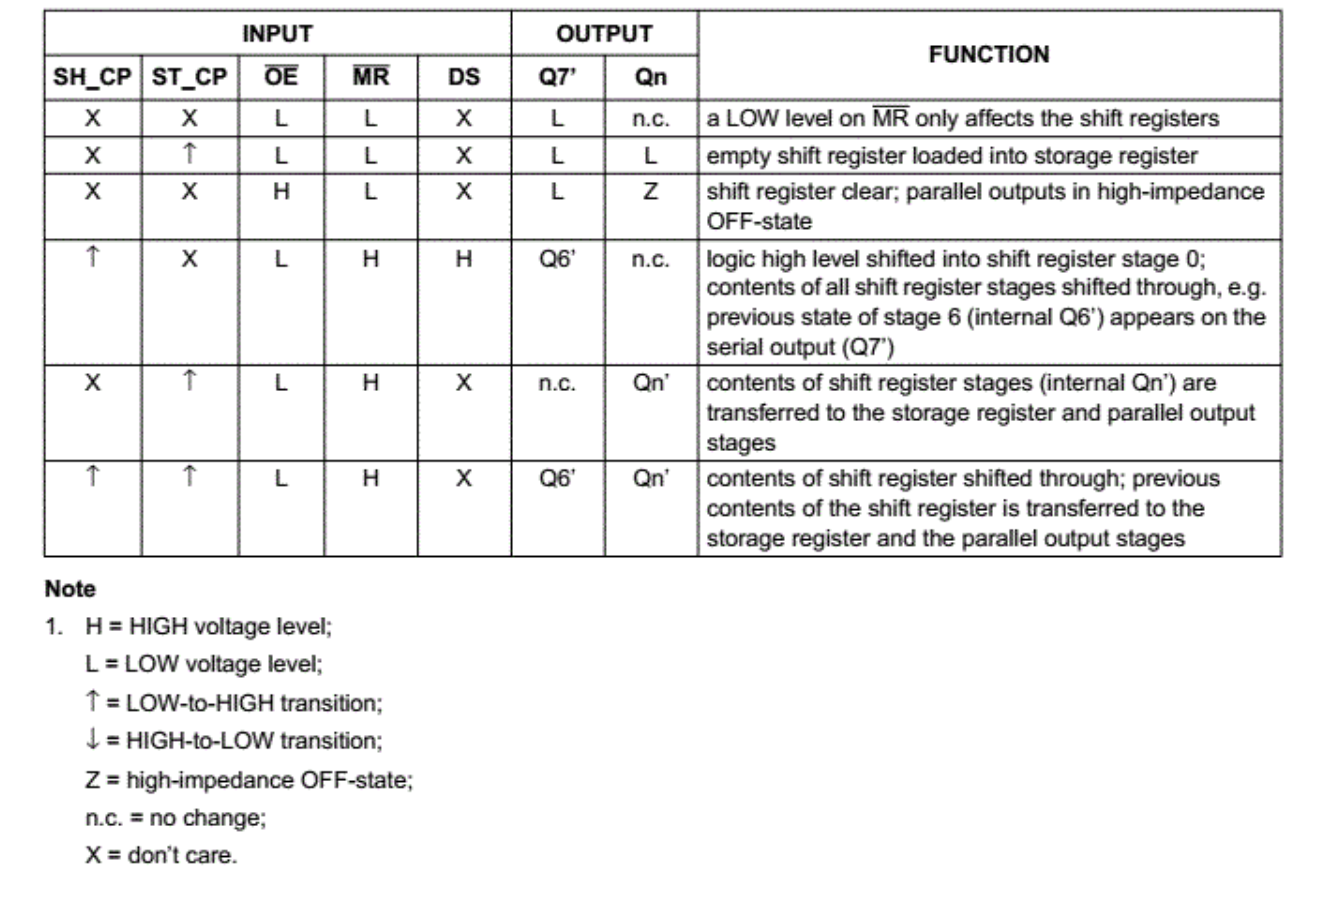 INPUT OUTPUT FUNCTION
SH_CP ST_CP O̅E̅ M̅R̅ DS Q7’ Qn
X X L L X L n.c. a LOW level on M̅R̅ only affects the shift registers
X ↑ L L X L L empty shift register loaded into storage register
X X H L X L Z shift register clear; parallel outputs in high-impedance
OFF-state
↑ X L H H Q6’ n.c. logic high level shifted into shift register stage 0;
contents of all shift register stages shifted through, e.g.
previous state of stage 6 (internal Q6’) appears on the
serial output (Q7’)
X ↑ L H X n.c. Qn’ contents of shift register stages (internal Qn’) are
transferred to the storage register and parallel output
stages
↑ ↑ L H X Q6’ Qn’ contents of shift register shifted through; previous
contents of the shift register is transferred to the
storage register and the parallel output stages
Note
1. H = HIGH voltage level;
L = LOW voltage level;
↑ = LOW-to-HIGH transition;
↓ = HIGH-to-LOW transition;
Z = high-impedance OFF-state;
n.c. = no change;
X = don’t care.